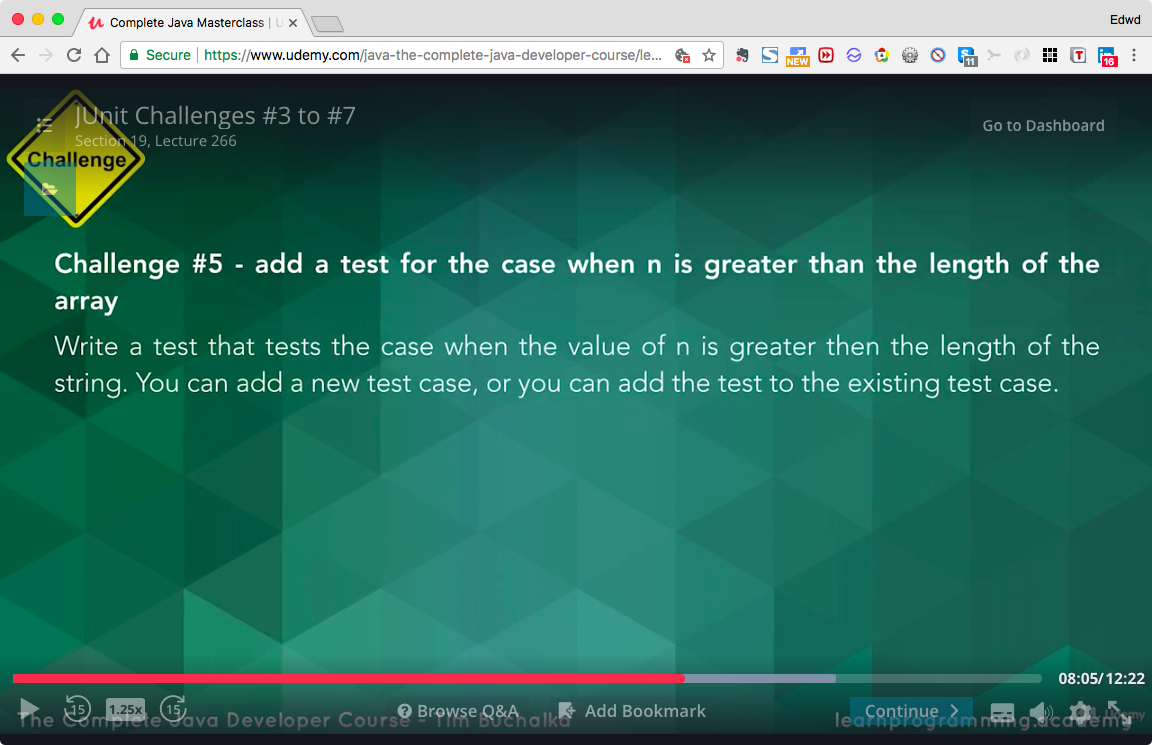 Complete Java Masterclass | U
Edwd
Secure
https://www.udemy.com/java-the-complete-java-developer-course/le...
NEW
11
T
16
JUnit Challenges #3 to #7
Section 19, Lecture 266
Go to Dashboard
Challenge
Challenge #5 - add a test for the case when n is greater than the length of the
array
Write a test that tests the case when the value of n is greater then the length of the
string. You can add a new test case, or you can add the test to the existing test case.
08:05/12:22
15
1.25x
15
Browse Q&A
Add Bookmark
Continue
The Complete Java Developer Course - Tim Buchalka
learnprogramming.academy
Udemy